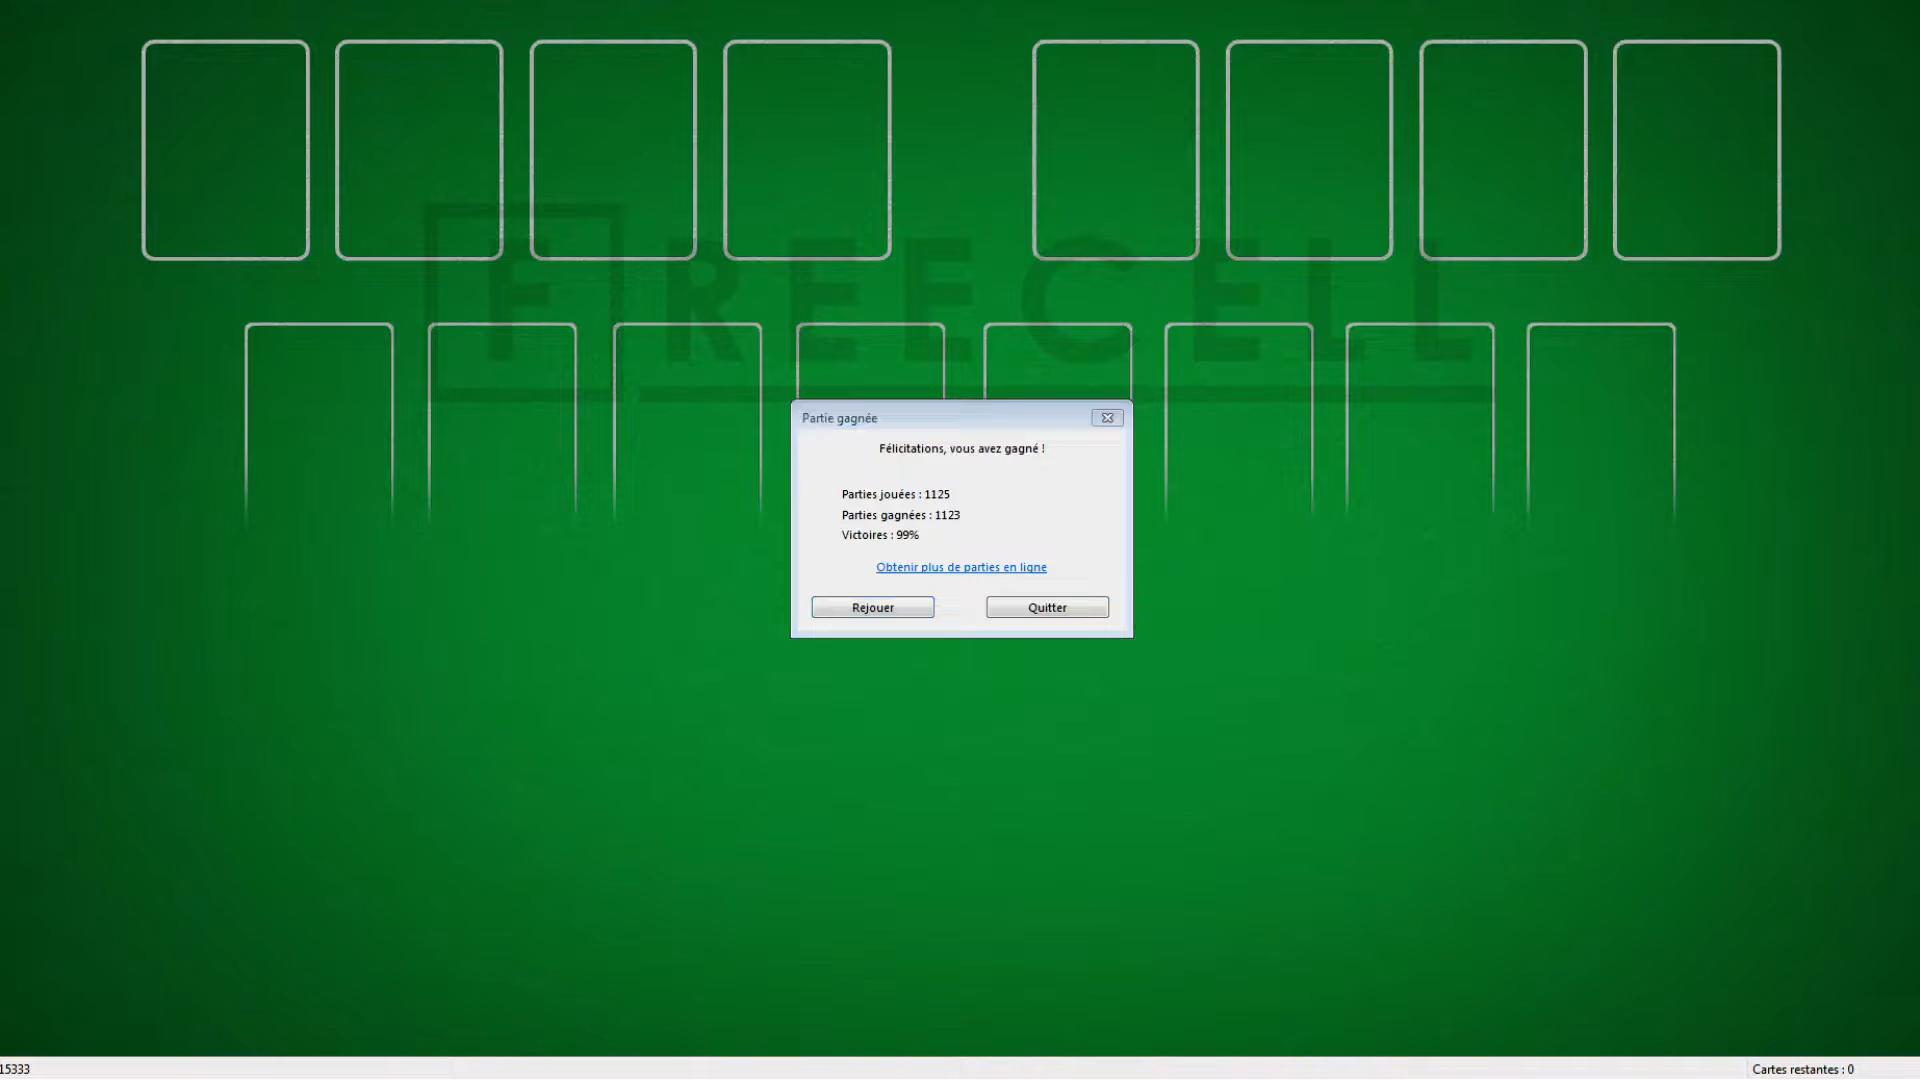 FREECELL
Partie gagnée
Félicitations, vous avez gagné !
Parties jouées : 1125
Parties gagnées : 1123
Victoires : 99%
Obtenir plus de parties en ligne
Rejouer
Quitter
15333
Cartes restantes : 0